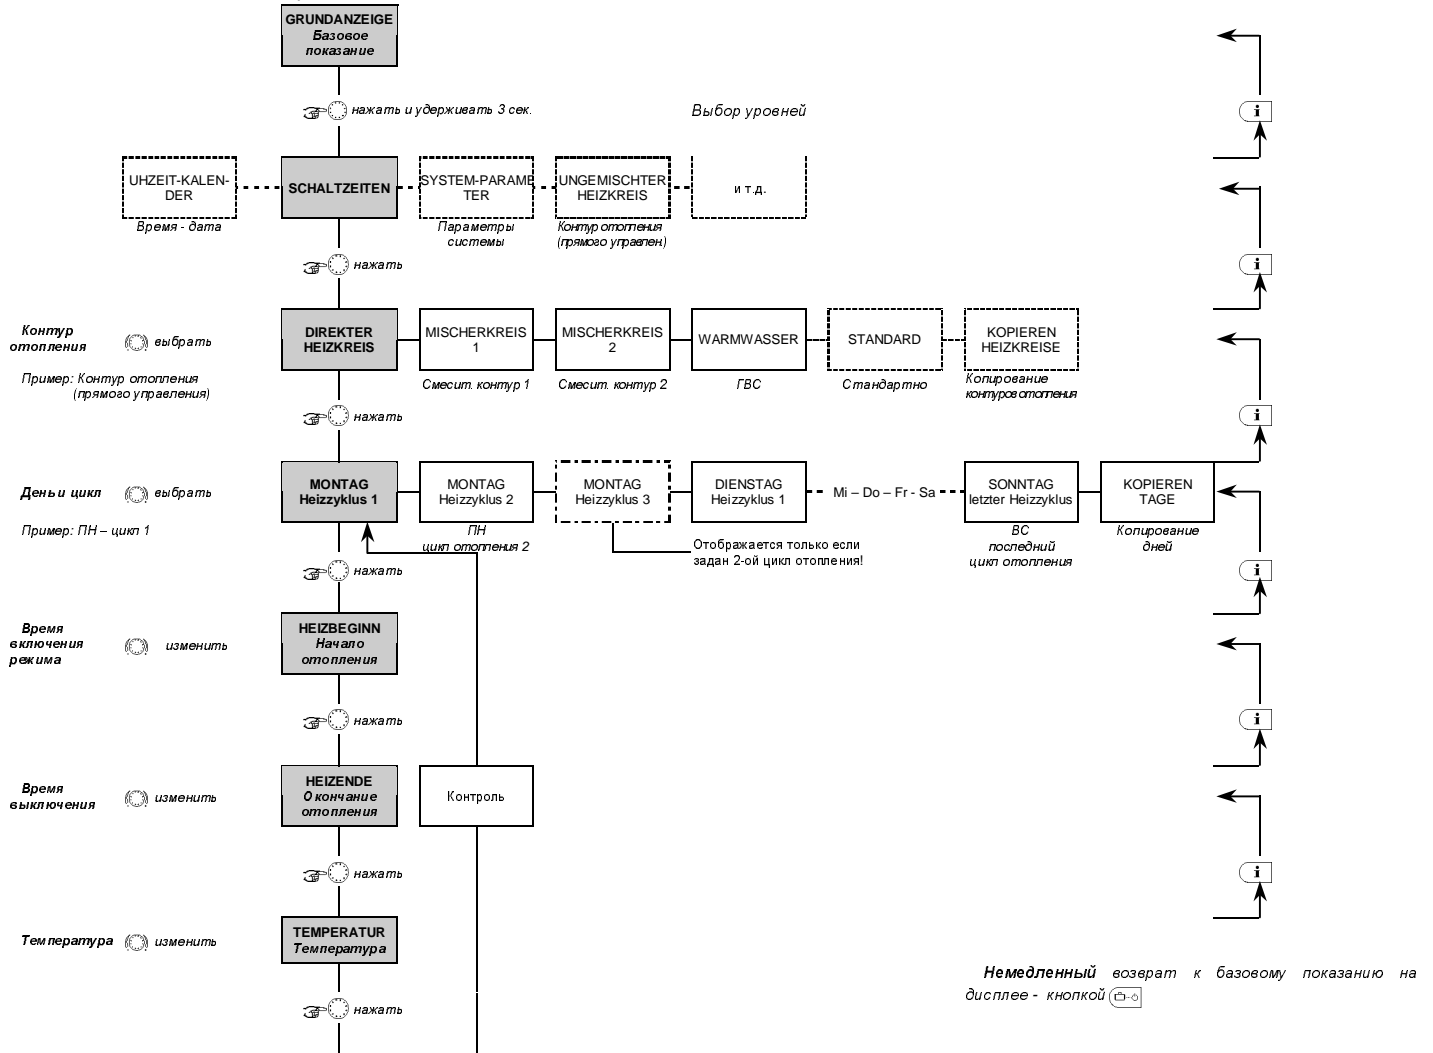 GRUNDANZEIGE
Базовое
показание
нажать и удерживать 3 сек.
Выбор уровней
i
UHZEIT-KALEN-
DER
SCHALTZEITEN
SYSTEM-PARAME
TER
UNGEMISCHTER
HEIZKREIS
и т.д.
Время - дата
Параметры
системы
Контур отопления
(прямого управлен.)
нажать
i
Контур
отопления
выбрать
DIREKTER
HEIZKREIS
MISCHERKREIS
1
MISCHERKREIS
2
WARMWASSER
STANDARD
KOPIEREN
HEIZKREISE
Пример: Контур отопления
(прямого управления)
Смесит. контур 1
Смесит. контур 2
ГВС
Стандартно
Копирование
контуров отопления
нажать
i
День и цикл
выбрать
MONTAG
Heizzyklus 1
MONTAG
Heizzyklus 2
MONTAG
Heizzyklus 3
DIENSTAG
Heizzyklus 1
Mi – Do – Fr - Sa
SONNTAG
letzter Heizzyklus
KOPIEREN
TAGE
Пример: ПН – цикл 1
ПН
цикл отопления 2
Отображается только если
задан 2-ой цикл отопления!
ВС
последний
цикл отопления
Копирование
дней
нажать
i
Время
включения
режима
изменить
HEIZBEGINN
Начало
отопления
нажать
i
Время
выключения
изменить
HEIZENDE
Окончание
отопления
Контроль
нажать
i
Температура
изменить
TEMPERATUR
Температура
Немедленный возврат к базовому показанию на
дисплее - кнопкой
нажать